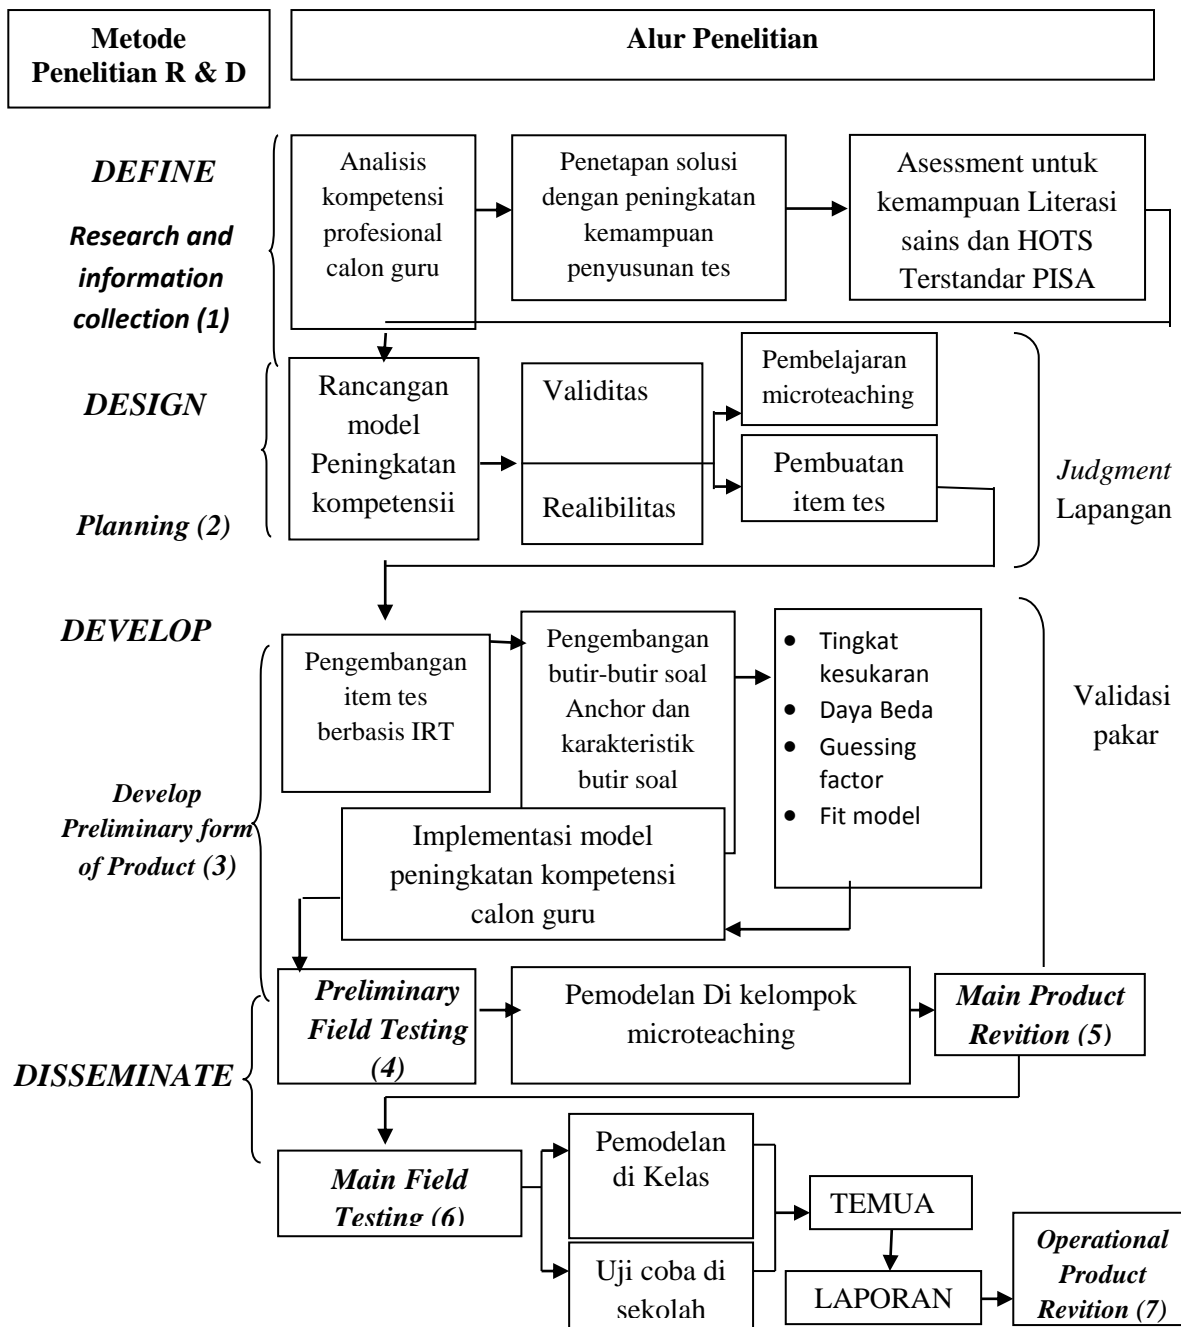 Metode
Penelitian R & D
Alur Penelitian
DEFINE
Research and
information
collection (1)
Analisis
kompetensi
profesional
calon guru
Penetapan solusi
dengan peningkatan
kemampuan
penyusunan tes
Asessment untuk
kemampuan Literasi
sains dan HOTS
Terstandar PISA
DESIGN
Planning (2)
Rancangan
model
Peningkatan
kompetensii
Validitas
Realibilitas
Pembelajaran
microteaching
Pembuatan
item tes
Judgment
Lapangan
DEVELOP
Develop
Preliminary form
of Product (3)
Pengembangan
item tes
berbasis IRT
Pengembangan
butir-butir soal
Anchor dan
karakteristik
butir soal
• Tingkat
kesukaran
• Daya Beda
• Guessing
factor
• Fit model
Validasi
pakar
Implementasi model
peningkatan kompetensi
calon guru
DISSEMINATE
Preliminary
Field Testing
(4)
Pemodelan Di kelompok
microteaching
Main Product
Revition (5)
Main Field
Testing (6)
Pemodelan
di Kelas
Uji coba di
sekolah
TEMUA
LAPORAN
Operational
Product
Revition (7)